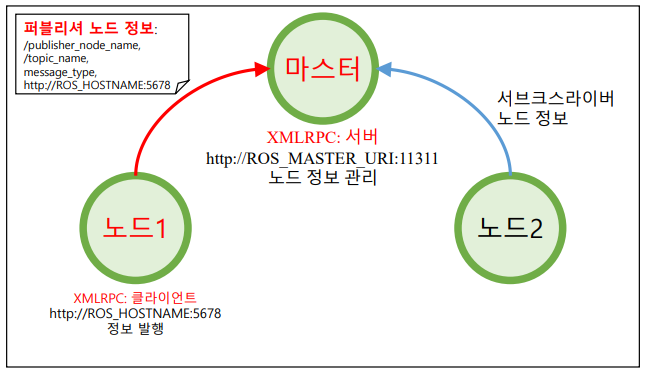 퍼블리셔 노드 정보:
/publisher_node_name,
/topic_name,
message_type,
http://ROS_HOSTNAME:5678
마스터
서브크스라이버
노드 정보
XMLRPC: 서버
http://ROS_MASTER_URI:11311
노드 정보 관리
노드1
노드2
XMLRPC: 클라이언트
http://ROS_HOSTNAME:5678
정보 발행